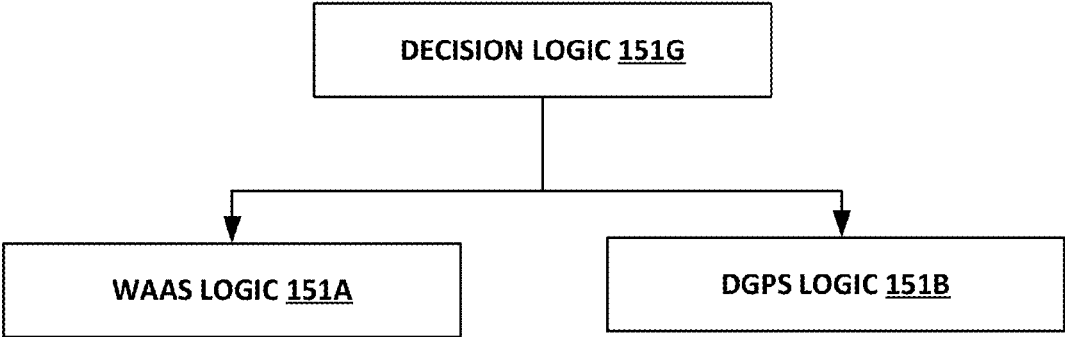 DECISION LOGIC 151G
WAAS LOGIC 151A
DGPS LOGIC 151B